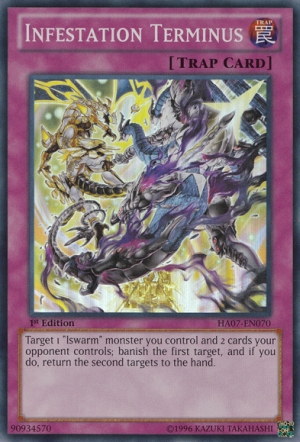 INFESTATION TERMINUS
TRAP
罠
[TRAP CARD]
1st Edition
HA07-EN070
Target 1 "lswarm" monster you control and 2 cards your
opponent controls; banish the first target, and if you
do, return the second targets to the hand.
90934570
©1996 KAZUKI TAKAHASHI